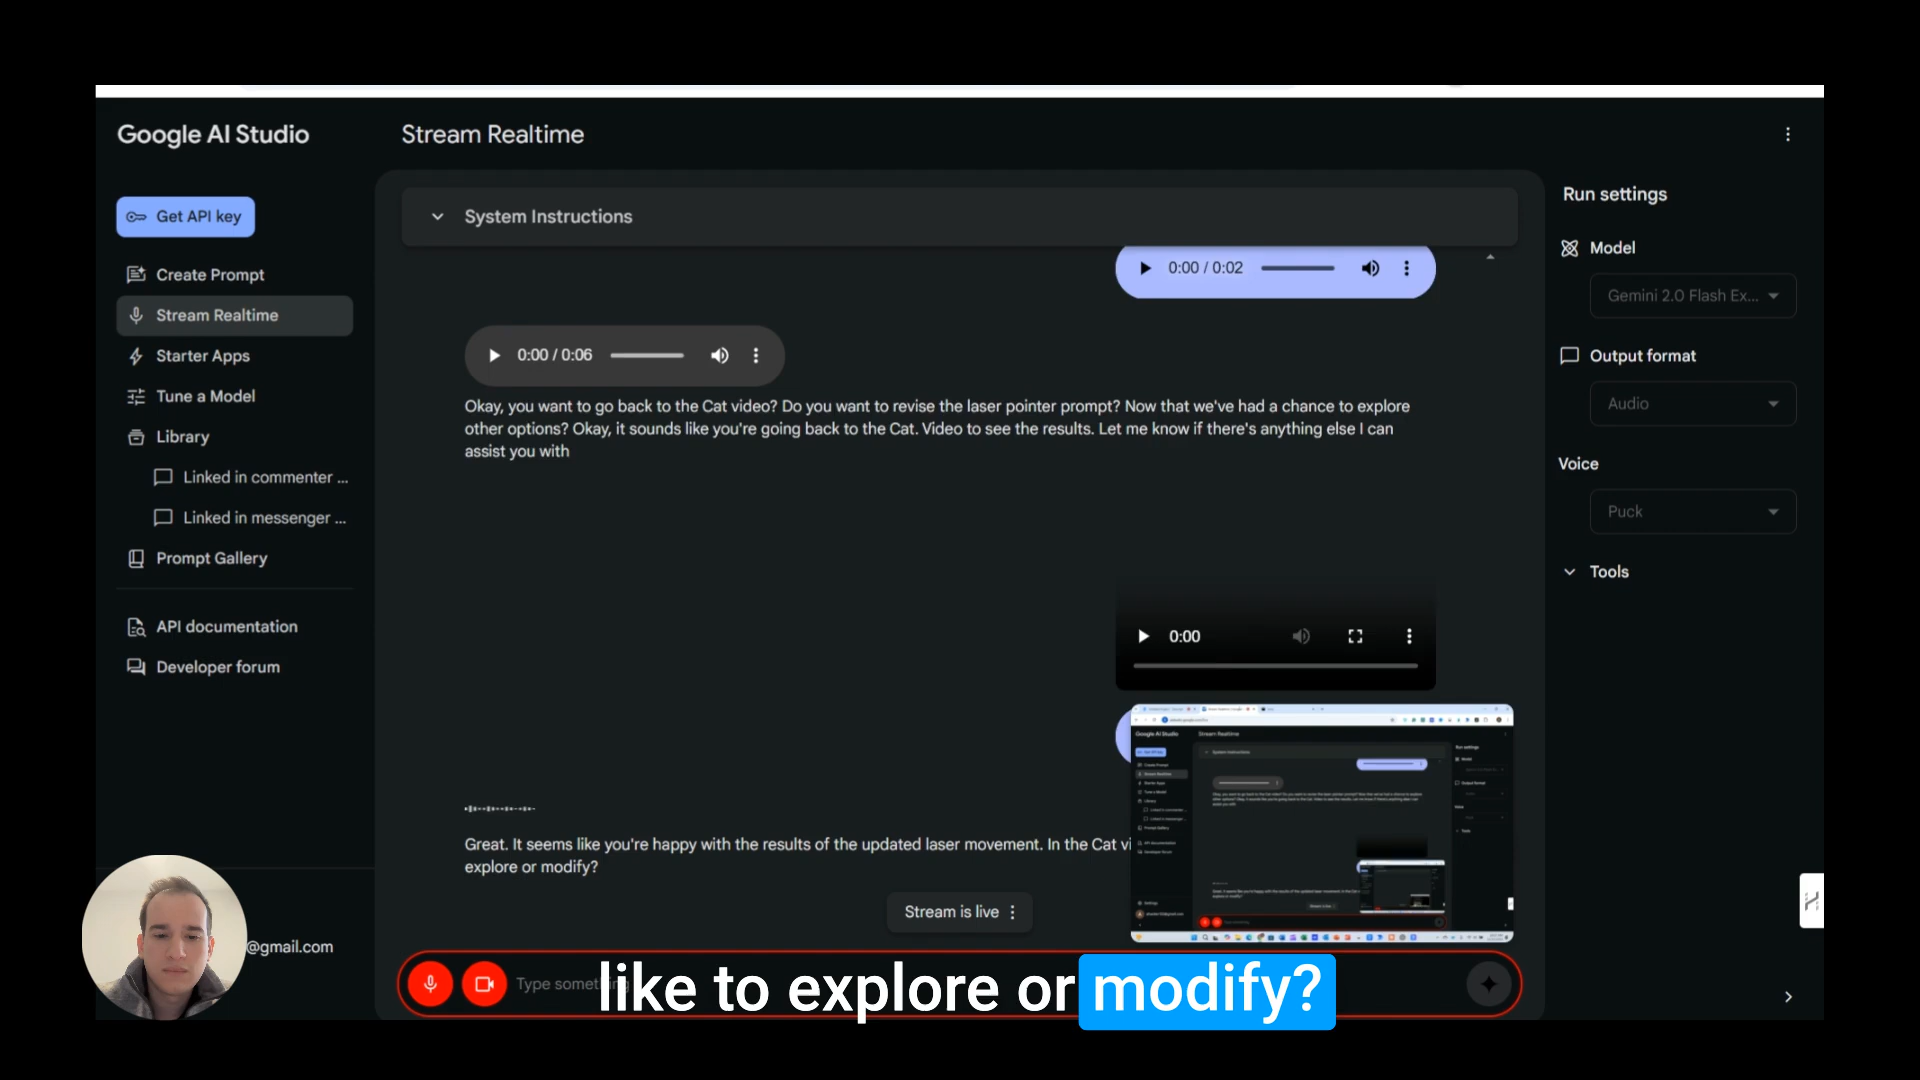 Google AI Studio
Stream Realtime
Get API key
Create Prompt
Stream Realtime
Starter Apps
Tune a Model
Library
Linked in commenter ...
Linked in messenger ...
Prompt Gallery
API documentation
Developer forum
@gmail.com
System Instructions
0:00 / 0:02
0:00 / 0:06
Okay, you want to go back to the Cat video? Do you want to revise the laser pointer prompt? Now that we've had a chance to explore
other options? Okay, it sounds like you're going back to the Cat. Video to see the results. Let me know if there's anything else I can
assist you with
0:00
Great. It seems like you're happy with the results of the updated laser movement. In the Cat vi
explore or modify?
Stream is live
Type someth
like to explore or modify?
Run settings
Model
Gemini 2.0 Flash Ex...
Output format
Audio
Voice
Puck
Tools
Google AI Studio
Stream Realtime